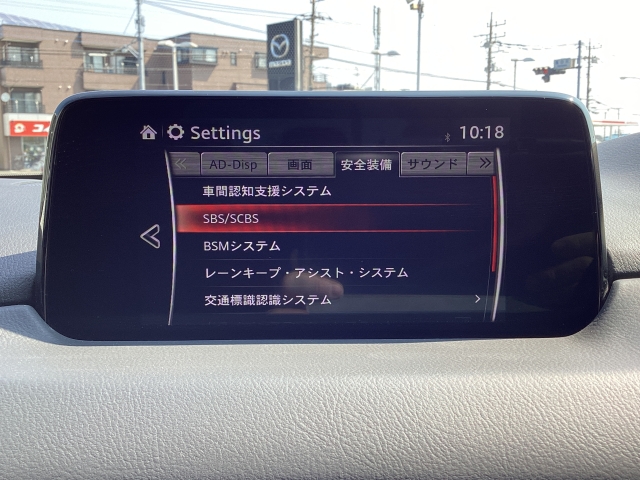 mazda
Settings
10:18
AD-Disp 画面 安全装備 サウンド
車間認知支援システム
SBS/SCBS
BSMシステム
レーンキープ・アシスト・システム
交通標識認識システム